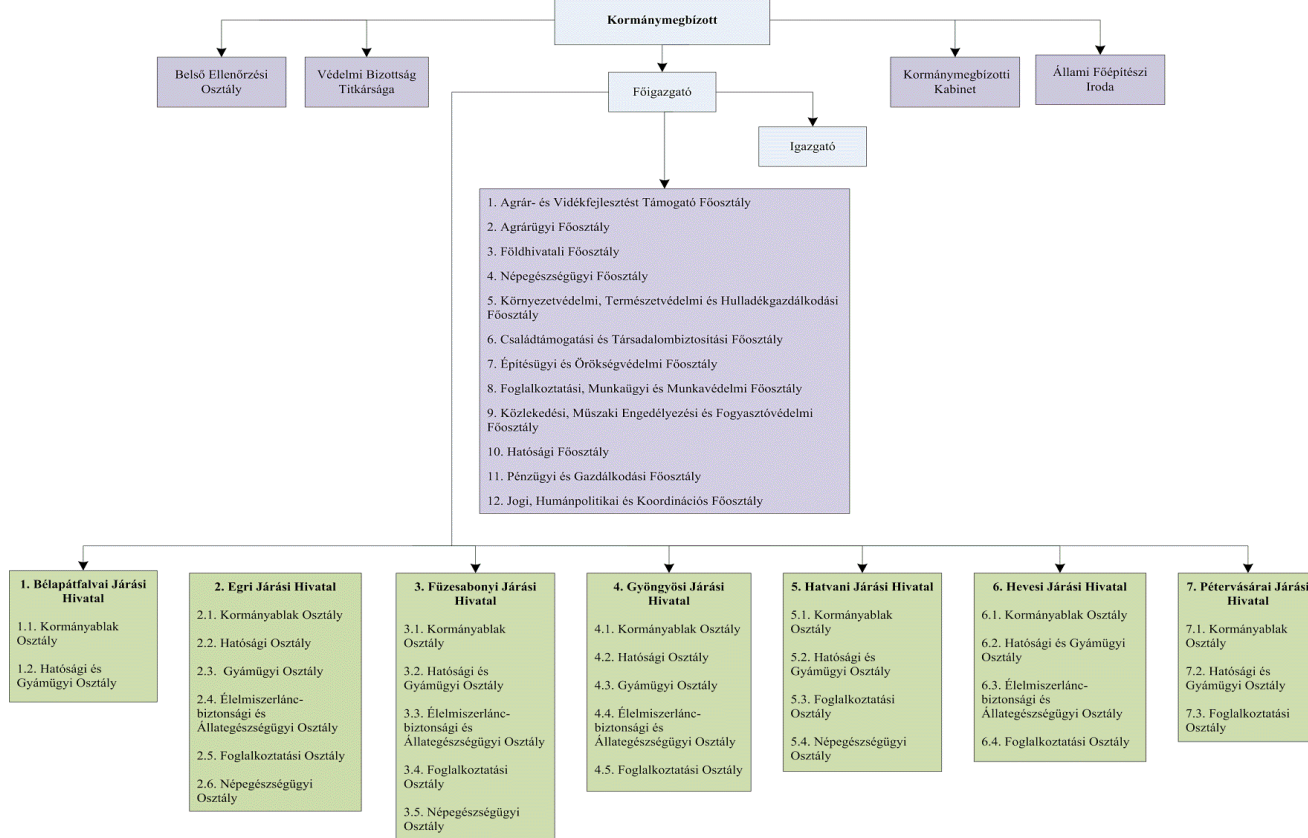 Kormánymegbízott
Belső Ellenőrzési
Osztály
Védelmi Bizottság
Titkársága
Kormánymegbízotti
Kabinet
Állami Főépítészi
Iroda
Főigazgató
Igazgató
1. Agrár- és Vidékfejlesztést Támogató Főosztály
2. Agrárügyi Főosztály
3. Földhivatali Főosztály
4. Népegészségügyi Főosztály
5. Környezetvédelmi, Természetvédelmi és Hulladékgazdálkodási
Főosztály
6. Családtámogatási és Társadalombiztosítási Főosztály
7. Építésügyi és Örökségvédelmi Főosztály
8. Foglalkoztatási, Munkaügyi és Munkavédelmi Főosztály
9. Közlekedési, Műszaki Engedélyezési és Fogyasztóvédelmi
Főosztály
10. Hatósági Főosztály
11. Pénzügyi és Gazdálkodási Főosztály
12. Jogi, Humánpolitikai és Koordinációs Főosztály
1. Bélapátfalvai Járási
Hivatal
1.1. Kormányablak
Osztály
1.2. Hatósági és
Gyámügyi Osztály
2. Egri Járási Hivatal
2.1. Kormányablak Osztály
2.2. Hatósági Osztály
2.3. Gyámügyi Osztály
2.4. Élelmiszerlánc-
biztonsági és
Állategészségügyi Osztály
2.5. Foglalkoztatási Osztály
2.6. Népegészségügyi
Osztály
3. Füzesabonyi Járási
Hivatal
3.1. Kormányablak
Osztály
3.2. Hatósági és
Gyámügyi Osztály
3.3. Élelmiszerlánc-
biztonsági és
Állategészségügyi Osztály
3.4. Foglalkoztatási
Osztály
3.5. Népegészségügyi
Osztály
4. Gyöngyösi Járási
Hivatal
4.1. Kormányablak Osztály
4.2. Hatósági Osztály
4.3. Gyámügyi Osztály
4.4. Élelmiszerlánc-
biztonsági és
Állategészségügyi Osztály
4.5. Foglalkoztatási Osztály
5. Hatvani Járási Hivatal
5.1. Kormányablak
Osztály
5.2. Hatósági és
Gyámügyi Osztály
5.3. Foglalkoztatási
Osztály
5.4. Népegészségügyi
Osztály
6. Hevesi Járási Hivatal
6.1. Kormányablak Osztály
6.2. Hatósági és Gyámügyi
Osztály
6.3. Élelmiszerlánc-
biztonsági és
Állategészségügyi Osztály
6.4. Foglalkoztatási Osztály
7. Pétervásárai Járási
Hivatal
7.1. Kormányablak
Osztály
7.2. Hatósági és
Gyámügyi Osztály
7.3. Foglalkoztatási
Osztály